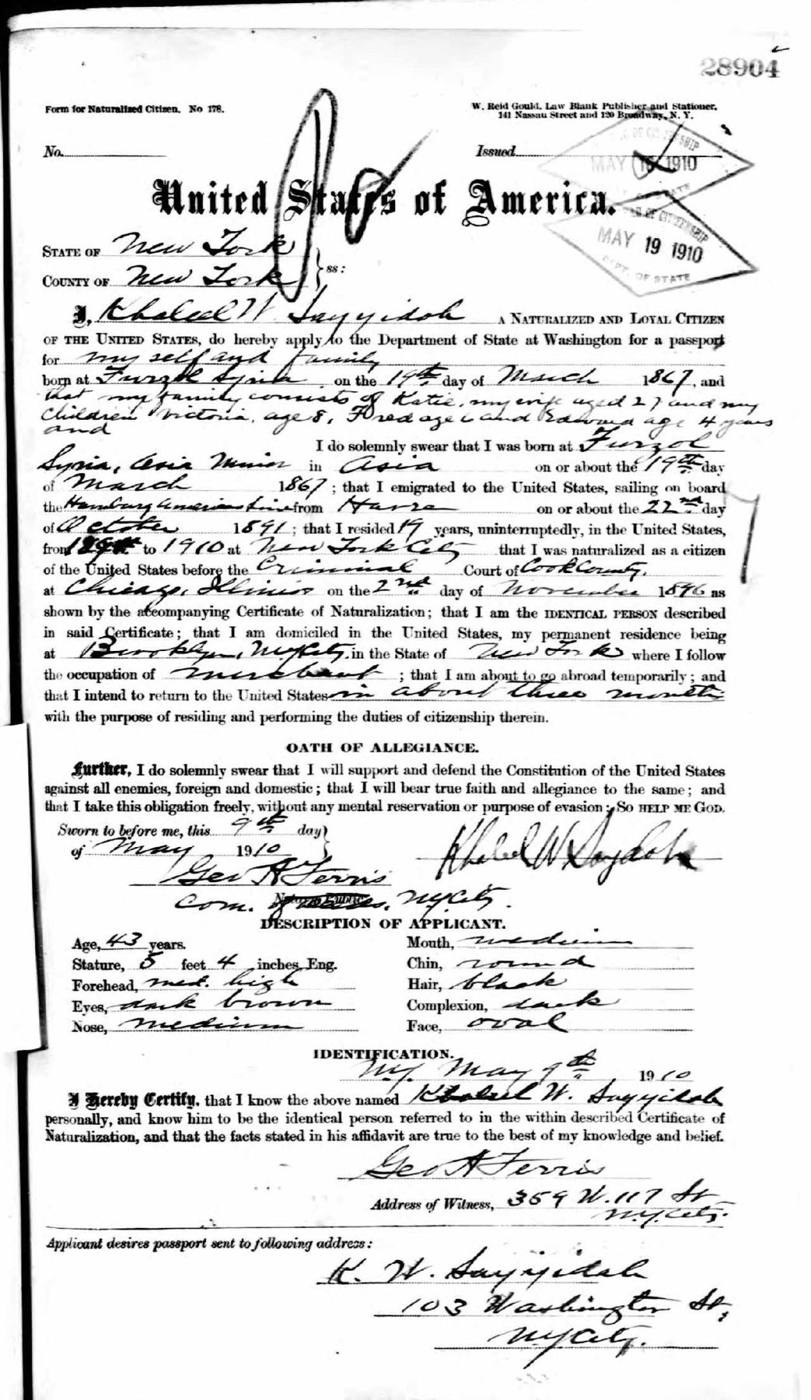 28904
Form for Naturalized Citizen. No 178.
W. Reid Gould, Law Blank Publisher and Stationer,
141 Nassau Street and 120 Broadway, N. Y.
No.
Issued
MAY 1910
MAY 19 1910
DEPT. OF STATE
United States of America.
STATE OF New York
COUNTY OF New York
ss:
I, Khaleel W. Sayyidah A NATURALIZED AND LOYAL CITIZEN
OF THE UNITED STATES, do hereby apply to the Department of State at Washington for a passport
for my self and family
born at Furzol Syria on the 19th day of March 1867, and
that my family consists of Katie, my wife aged 27 and my
Children Victoria, age 8, Fred age 6 and Edward age 4 years
and
I do solemnly swear that I was born at Furzol
Syria, Asia Minor in Asia on or about the 19th day
of March 1867; that I emigrated to the United States, sailing on board
the Hamburg American Line from Havre on or about the 22nd day
of October 1891; that I resided 19 years, uninterruptedly, in the United States,
from to 1910 at New York City that I was naturalized as a citizen
of the United States before the Criminal Court of Cook County,
at Chicago, Illinois on the 2nd day of November 1896 as
shown by the accompanying Certificate of Naturalization; that I am the IDENTICAL PERSON described
in said Certificate; that I am domiciled in the United States, my permanent residence being
at Brooklyn, N.Y. City, in the State of New York where I follow
the occupation of merchant; that I am about to go abroad temporarily; and
that I intend to return to the United States in about three months
with the purpose of residing and performing the duties of citizenship therein.
OATH OF ALLEGIANCE.
Further, I do solemnly swear that I will support and defend the Constitution of the United States
against all enemies, foreign and domestic; that I will bear true faith and allegiance to the same; and
that I take this obligation freely, without any mental reservation or purpose of evasion: SO HELP ME GOD.
Sworn to before me, this 9th day
of May 1910
Khaleel W. Saydah
Geo A Ferris
Com. of Deeds, N.Y. City.
DESCRIPTION OF APPLICANT.
Age, 43 years.
Mouth, medium
Stature, 5 feet 4 inches Eng.
Chin, round
Forehead, med. high
Hair, black
Eyes, dark brown
Complexion, dark
Nose, medium
Face, oval
IDENTIFICATION.
N.Y. May 9th 1910
I Hereby Certify, that I know the above named Khaleel W. Sayyidah
personally, and know him to be the identical person referred to in the within described Certificate of
Naturalization, and that the facts stated in his affidavit are true to the best of my knowledge and belief.
Geo A Ferris
Address of Witness, 359 W. 117 St
N.Y. City.
Applicant desires passport sent to following address:
K. W. Sayyidah
103 Washington St,
N.Y. City.